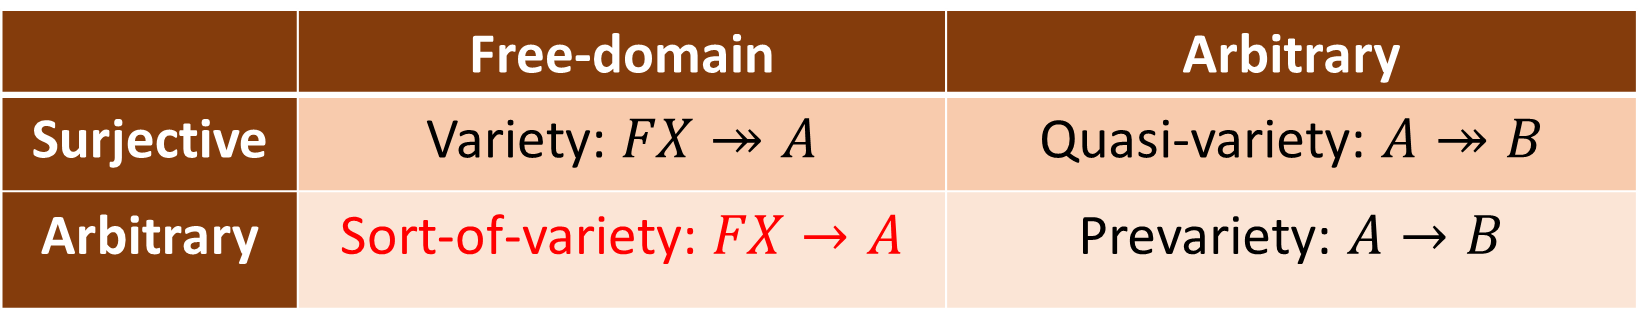 Free-domain Arbitrary
Surjective Variety: 𝐹𝑋 ↠ 𝐴 Quasi-variety: 𝐴 ↠ 𝐵
Arbitrary Sort-of-variety: 𝐹𝑋 → 𝐴 Prevariety: 𝐴 → 𝐵